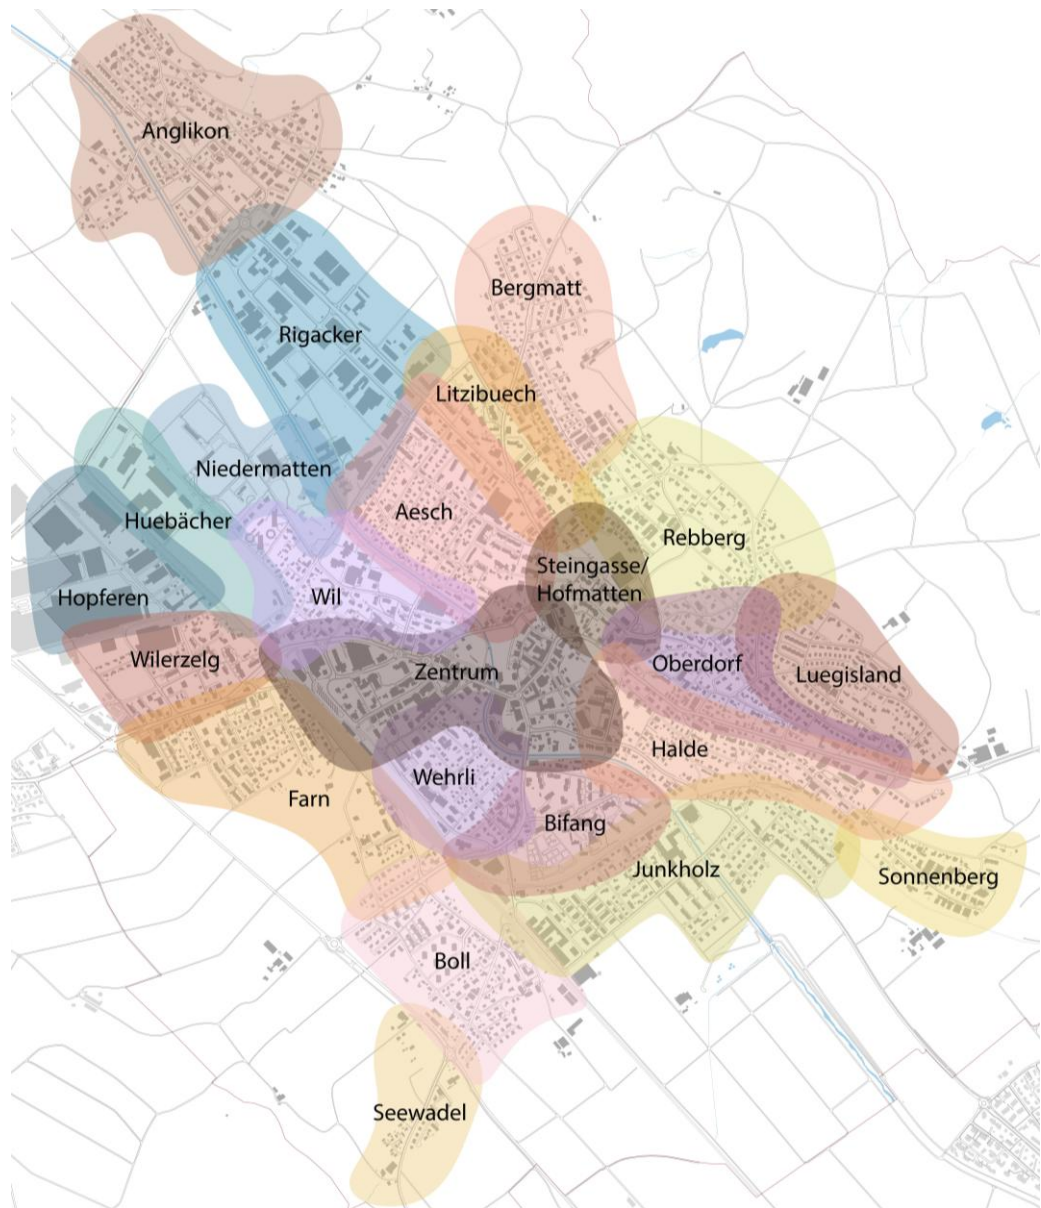 Anglikon
Bergmatt
Rigacker
Litzibuech
Niedermatten
Aesch
Huebächer
Rebberg
Steingasse/
Hofmatten
Hopferen
Wil
Wilerzelg
Zentrum
Oberdorf
Luegisland
Halde
Wehrli
Farn
Bifang
Junkholz
Sonnenberg
Boll
Seewadel